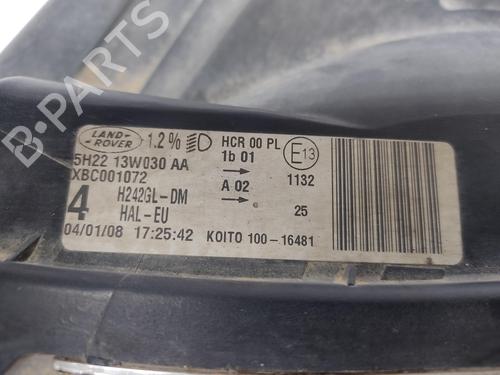 B-PARTS
LAND-
ROVER 1.2% HCR 00 PL E13
5H22 13W030 AA 1b 01
XBC001072 → 1132
4 H242GL-DM A 02 →
HAL-EU 25
04/01/08 17:25:42 KOITO 100-16481